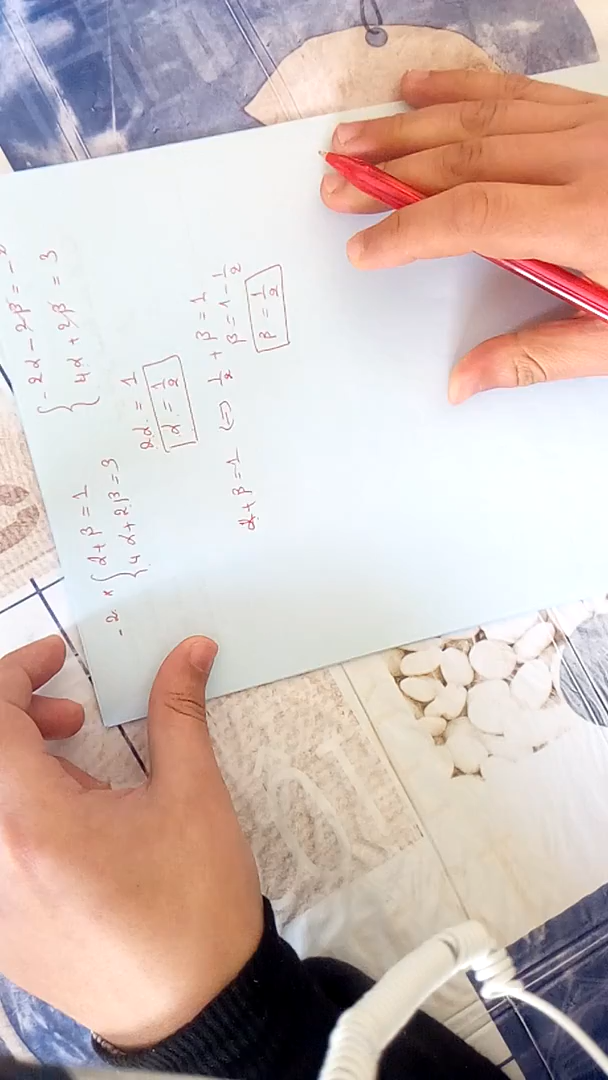 -2 × { α + β = 1
4α + 2β = 3
{ -2α - 2β = -2
4α + 2β = 3
2α = 1
α = 1/2
α + β = 1 ⇔ 1/2 + β = 1
β = 1 - 1/2
β = 1/2